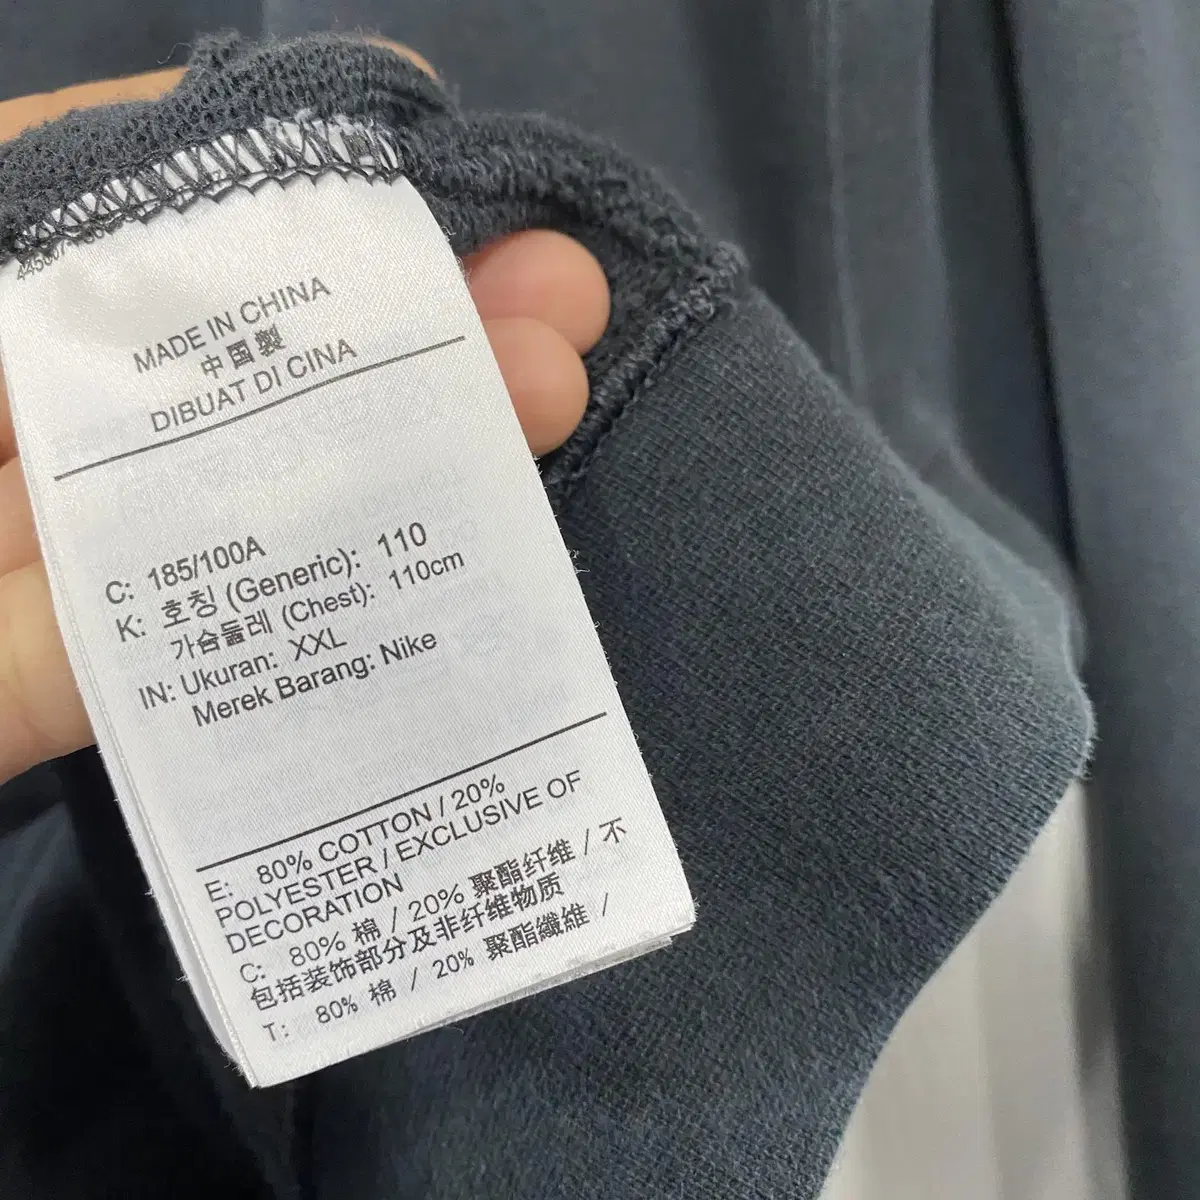 MADE IN CHINA
中国製
DIBUAT DI CINA
C: 185/100A
K: 호칭 (Generic): 110
가슴둘레 (Chest): 110cm
IN: Ukuran: XXL
Merek Barang: Nike
E: 80% COTTON / 20%
POLYESTER / EXCLUSIVE OF
DECORATION
C: 80% 棉 / 20% 聚酯纤维 / 不
包括装饰部分及非纤维物质
T: 80% 棉 / 20% 聚酯纖維 /